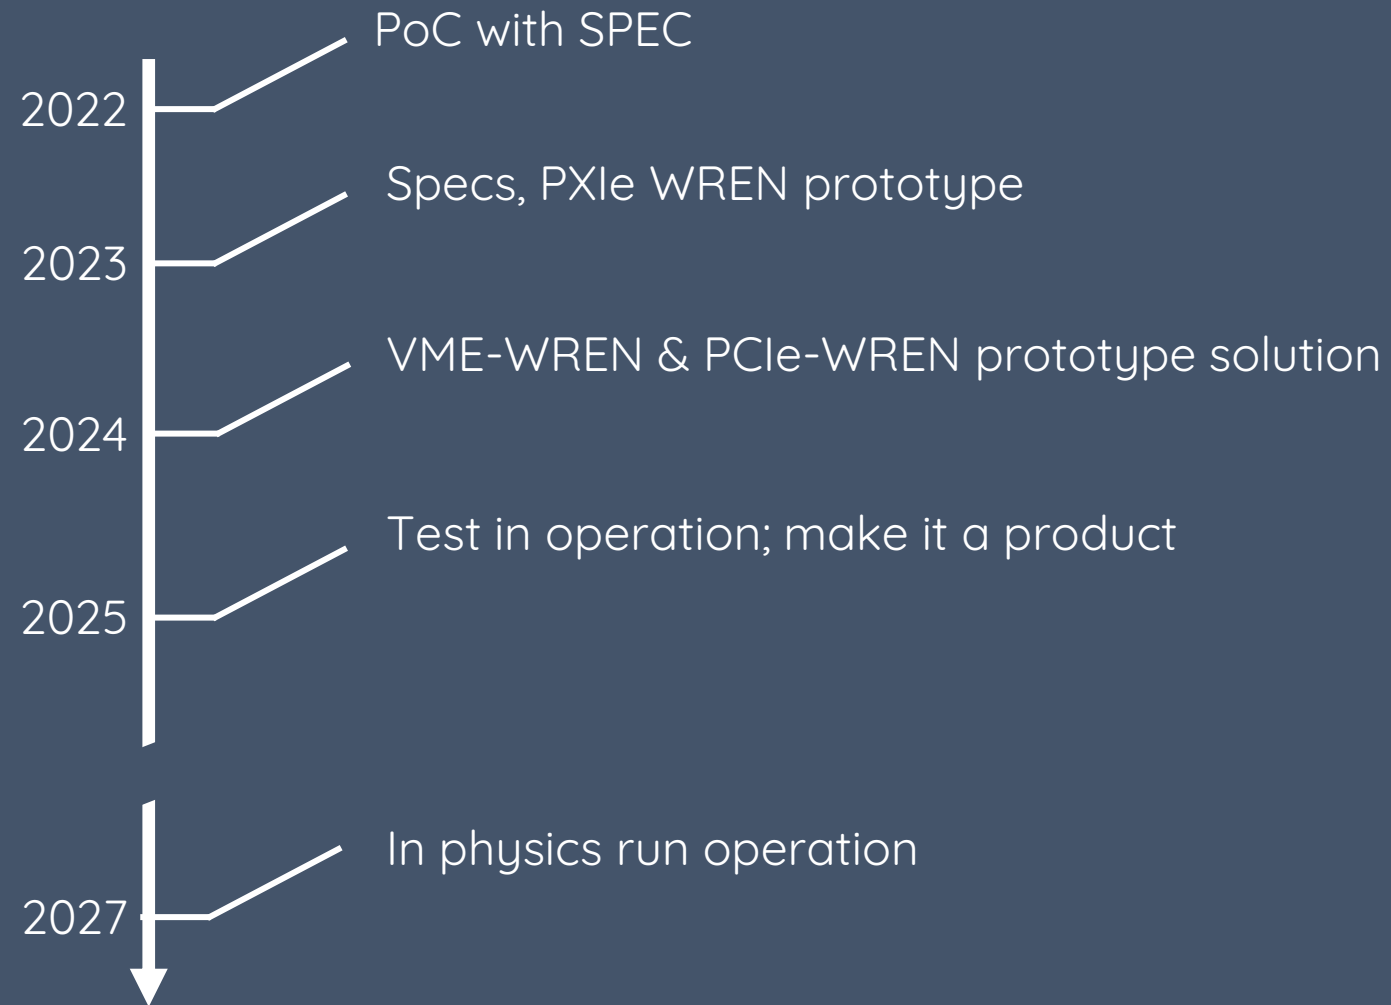 PoC with SPEC
2022
Specs, PXIe WREN prototype
2023
VME-WREN & PCIe-WREN prototype solution
2024
Test in operation; make it a product
2025
In physics run operation
2027